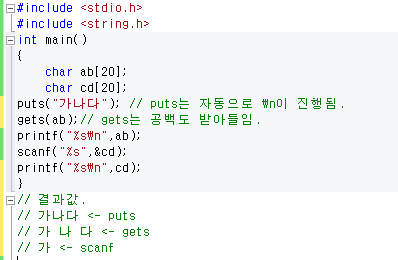 #include <stdio.h>
#include <string.h>
int main()
{
char ab[20];
char cd[20];
puts("가나다"); // puts는 자동으로 ₩n이 진행됨.
gets(ab);// gets는 공백도 받아들임.
printf("%s₩n",ab);
scanf("%s",&cd);
printf("%s₩n",cd);
}
// 결과값.
// 가나다 <- puts
// 가 나 다 <- gets
// 가 <- scanf